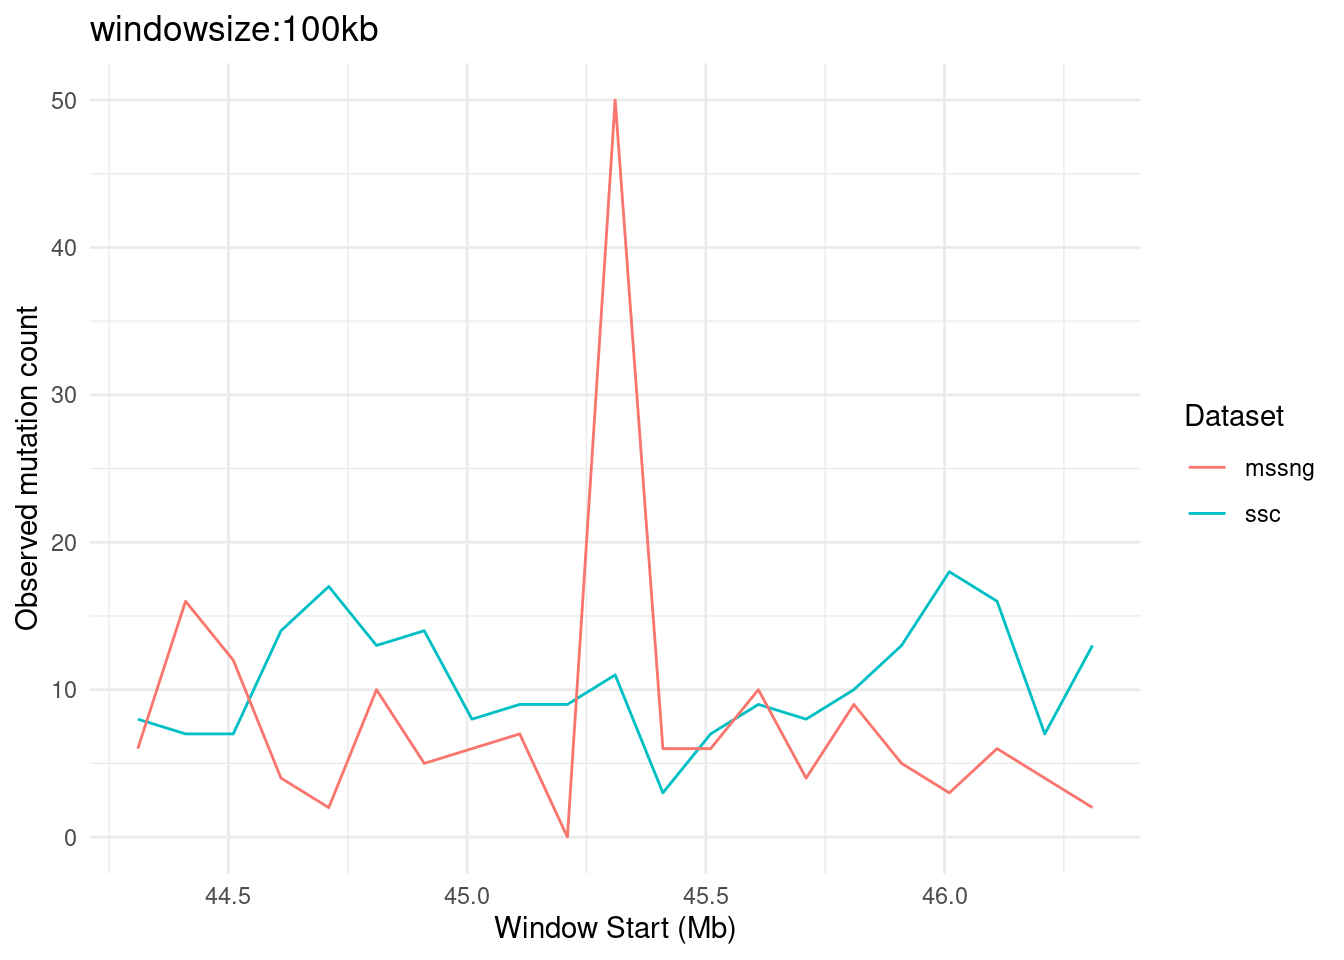 windowsize:100kb
50
40
30
20
10
0
Observed mutation count
44.5
45.0
45.5
46.0
Window Start (Mb)
Dataset
mssng
ssc